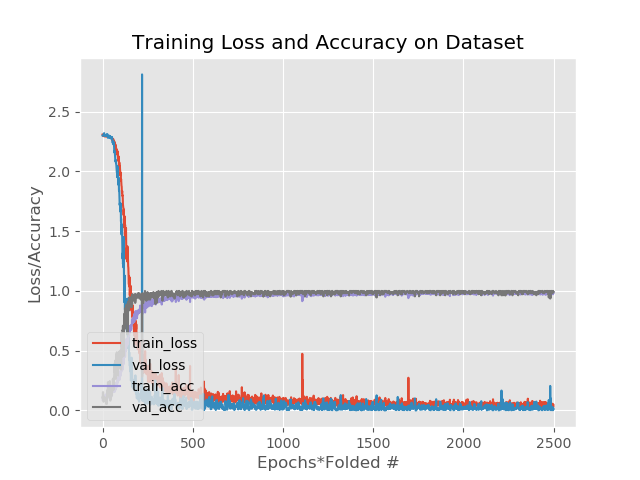 Training Loss and Accuracy on Dataset
Loss/Accuracy
2.5
2.0
1.5
1.0
0.5
0.0
train_loss
val_loss
train_acc
val_acc
0
500
1000
1500
2000
2500
Epochs*Folded #